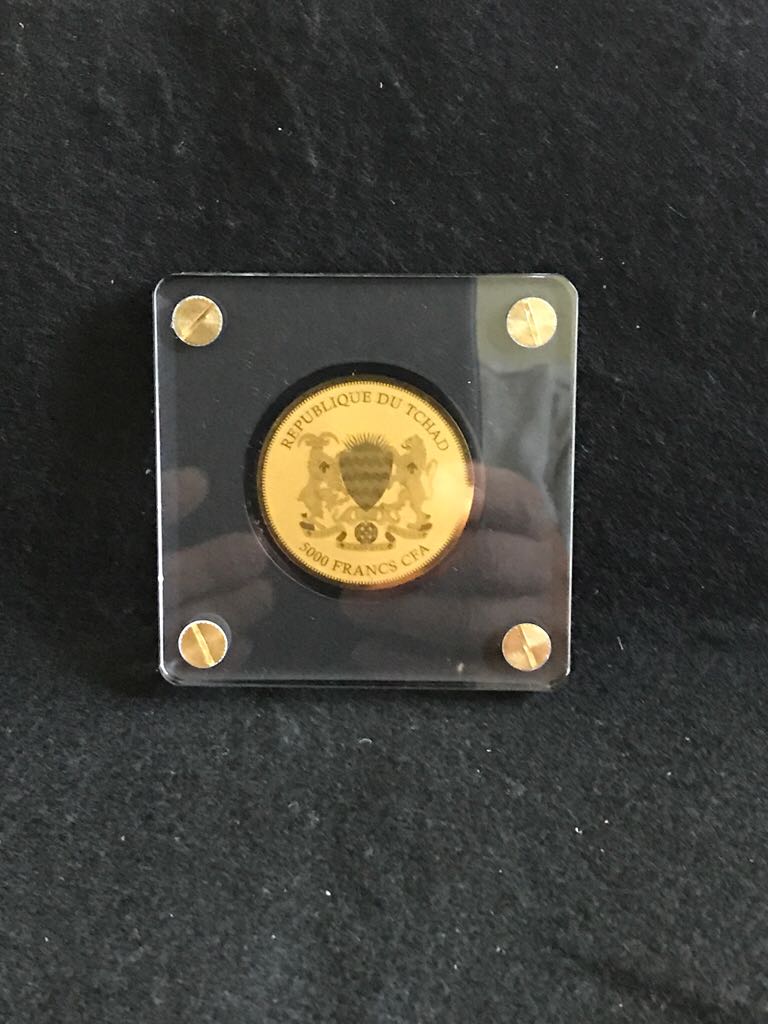 REPUBLIQUE DU TCHAD
5000 FRANCS CFA